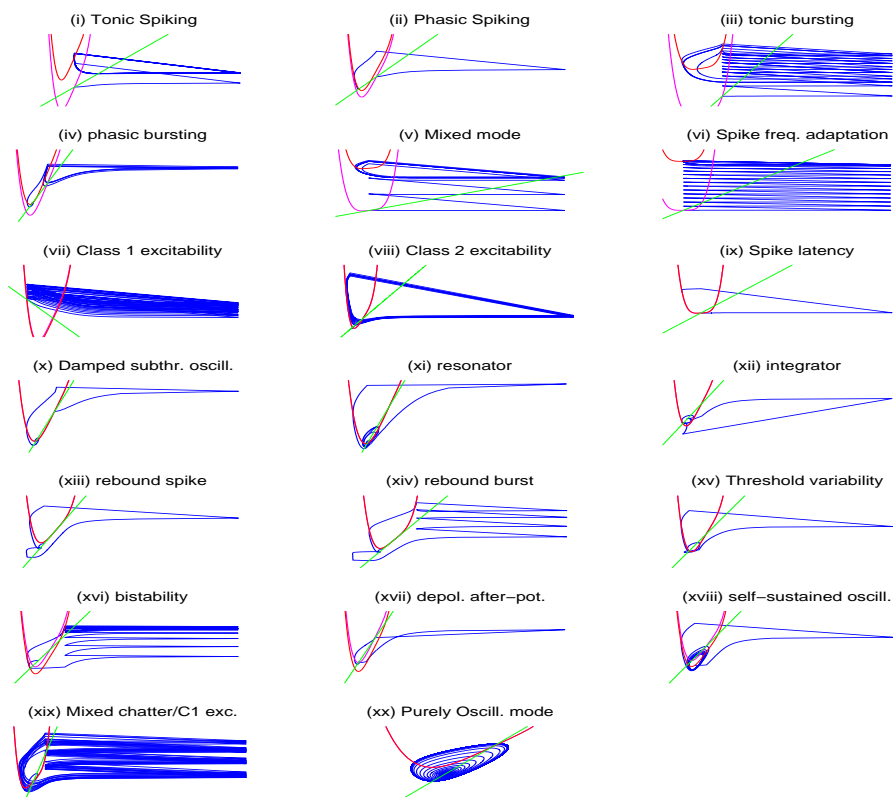 (i) Tonic Spiking
(ii) Phasic Spiking
(iii) tonic bursting
(iv) phasic bursting
(v) Mixed mode
(vi) Spike freq. adaptation
(vii) Class 1 excitability
(viii) Class 2 excitability
(ix) Spike latency
(x) Damped subthr. oscill.
(xi) resonator
(xii) integrator
(xiii) rebound spike
(xiv) rebound burst
(xv) Threshold variability
(xvi) bistability
(xvii) depol. after−pot.
(xviii) self−sustained oscill.
(xix) Mixed chatter/C1 exc.
(xx) Purely Oscill. mode